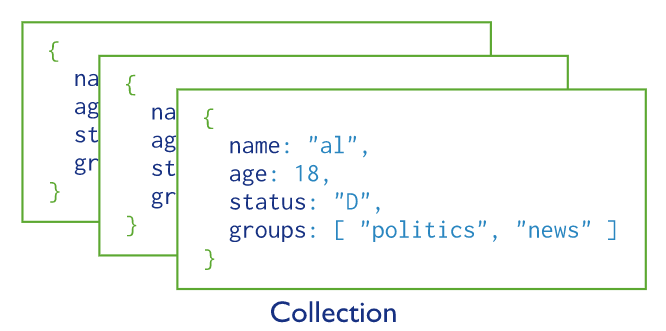 {
na
ag
st
gr
}
{
na
ag
st
gr
}
{
name: "al",
age: 18,
status: "D",
groups: [ "politics", "news" ]
}
Collection